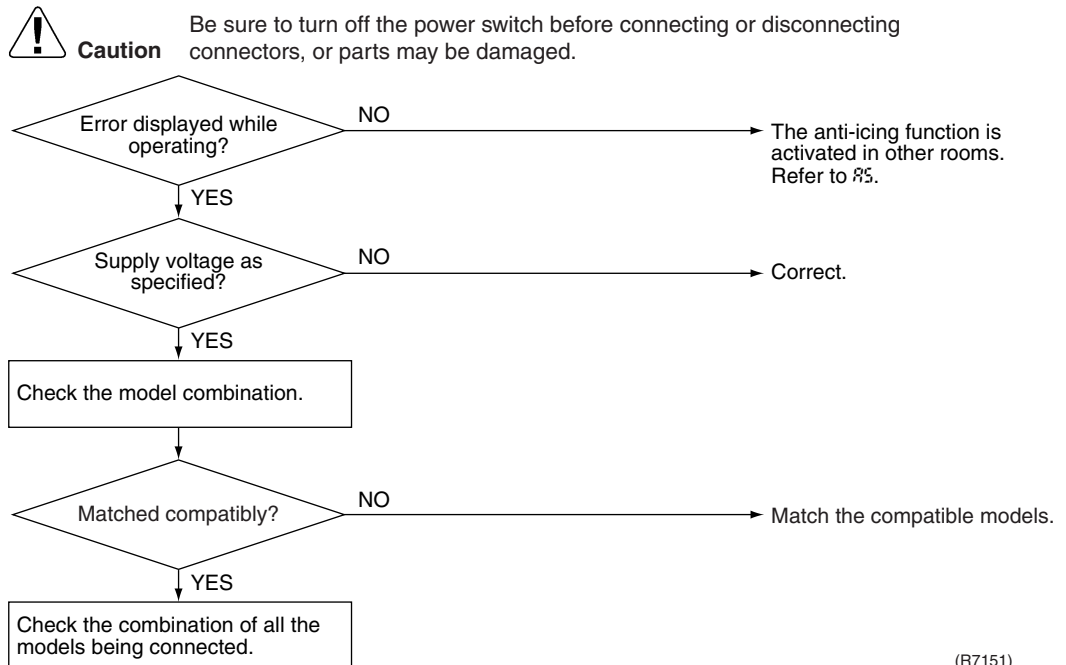 Be sure to turn off the power switch before connecting or disconnecting
Caution connectors, or parts may be damaged.
Error displayed while
operating?
NO
The anti-icing function is
activated in other rooms.
Refer to A5.
YES
Supply voltage as
specified?
NO
Correct.
YES
Check the model combination.
Matched compatibly?
NO
Match the compatible models.
YES
Check the combination of all the
models being connected.
(R7151)